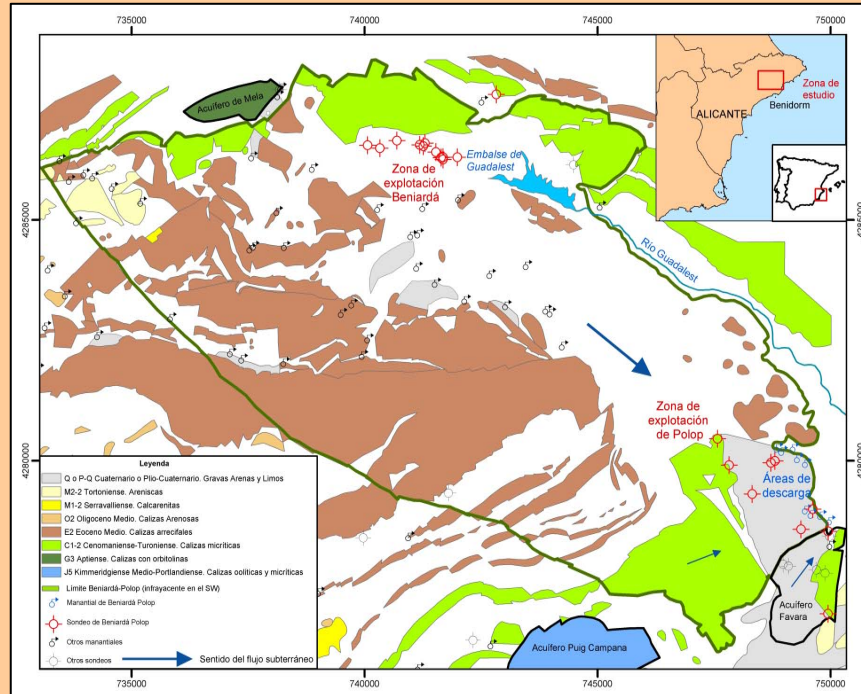 735000
740000
745000
750000
Acuífero de Mela
Zona de
estudio
ALICANTE
Benidorm
Zona de
explotación
Beniardá
Embalse de
Guadalest
4285000
4285000
Río Guadalest
Zona de
explotación
de Polop
Áreas de
descarga
4280000
4280000
Leyenda
Q o P-Q Cuaternario o Plio-Cuaternario. Gravas Arenas y Limos
M2-2 Tortoniense. Areniscas
M1-2 Serravalliense. Calcarenitas
O2 Oligoceno Medio. Calizas Arenosas
E2 Eoceno Medio. Calizas arrecifales
C1-2 Cenomaniense-Turoniense. Calizas micríticas
G3 Aptiense. Calizas con orbitolinas
J5 Kimmeridgiense Medio-Portlandiense. Calizas oolíticas y micríticas
Límite Beniardá-Polop (infrayacente en el SW)
Manantial de Beniardá Polop
Sondeo de Beniardá Polop
Otros manantiales
Otros sondeos
Sentido del flujo subterráneo
Acuífero
Favara
Acuífero Puig Campana
735000
740000
745000
750000